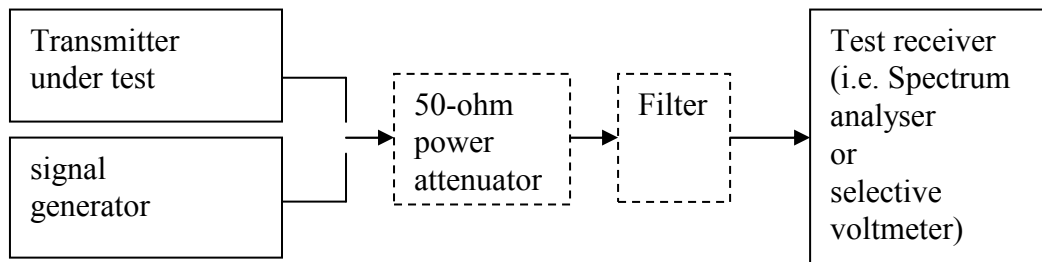 Transmitter
under test
signal
generator
50-ohm
power
attenuator
Filter
Test receiver
(i.e. Spectrum
analyser
or
selective
voltmeter)